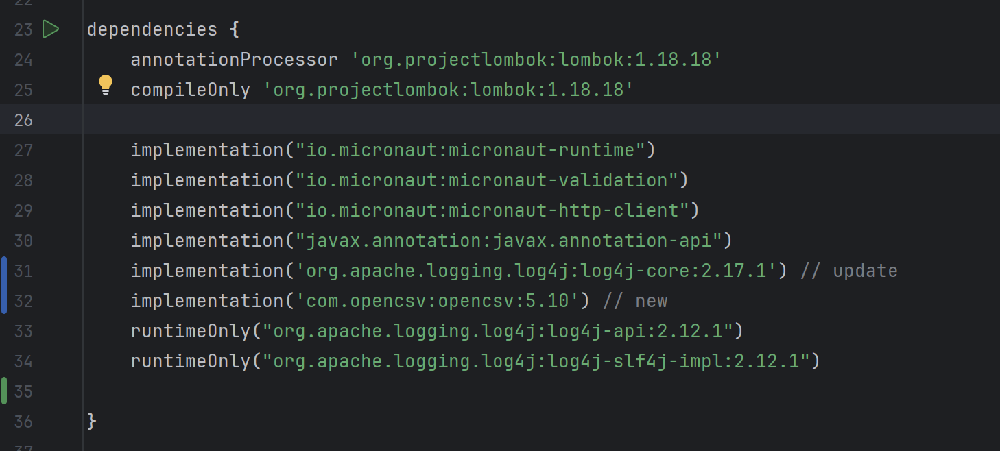 22
23 dependencies {
24 annotationProcessor 'org.projectlombok:lombok:1.18.18'
25 compileOnly 'org.projectlombok:lombok:1.18.18'
26
27 implementation("io.micronaut:micronaut-runtime")
28 implementation("io.micronaut:micronaut-validation")
29 implementation("io.micronaut:micronaut-http-client")
30 implementation("javax.annotation:javax.annotation-api")
31 implementation('org.apache.logging.log4j:log4j-core:2.17.1') // update
32 implementation('com.opencsv:opencsv:5.10') // new
33 runtimeOnly("org.apache.logging.log4j:log4j-api:2.12.1")
34 runtimeOnly("org.apache.logging.log4j:log4j-slf4j-impl:2.12.1")
35
36 }
37